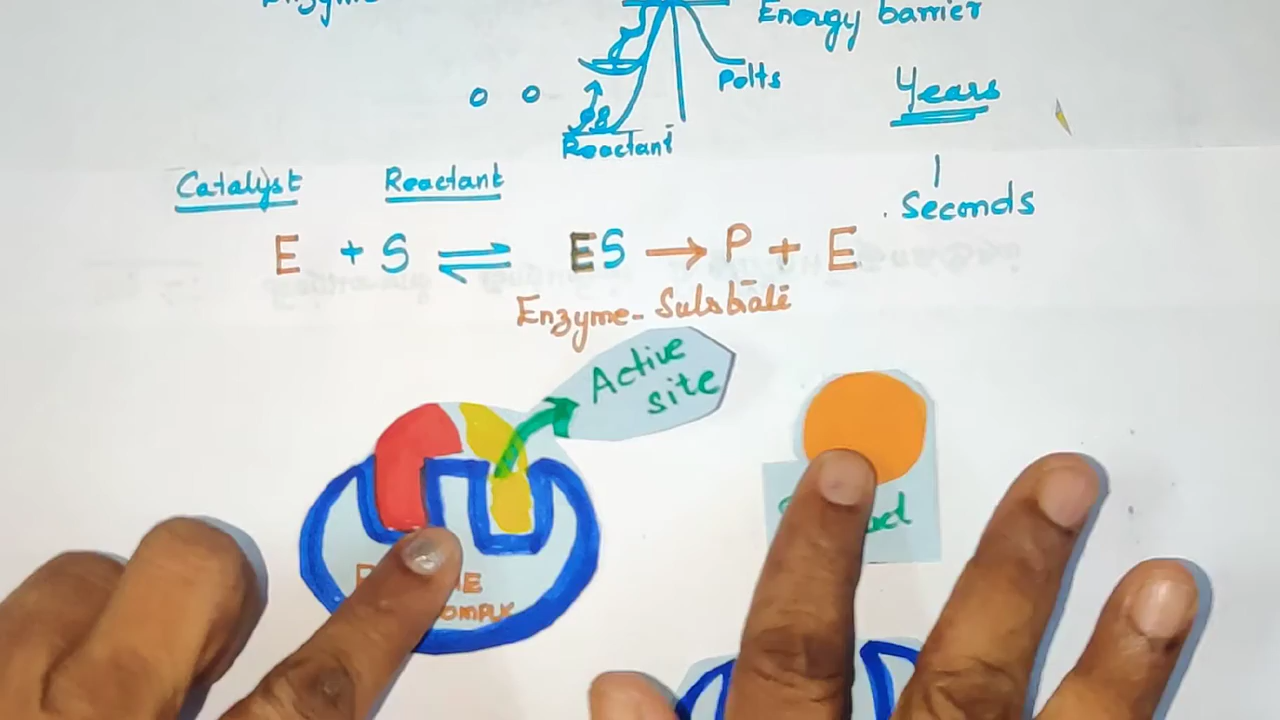 Energy barrier
Polts
Years
Reactant
Seconds
Catalyst Reactant
E + S ⇌ ES → P + E
Enzyme-Substrate
Active
site